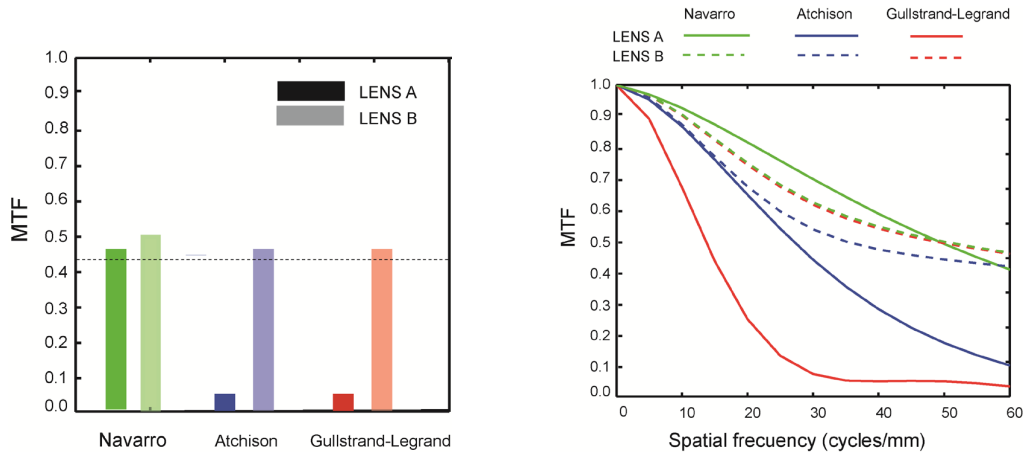 MTF
1.0
0.9
0.8
0.7
0.6
0.5
0.4
0.3
0.2
0.1
0.0
LENS A
LENS B
Navarro
Atchison
Gullstrand-Legrand
Navarro
Atchison
Gullstrand-Legrand
LENS A
LENS B
MTF
1.0
0.9
0.8
0.7
0.6
0.5
0.4
0.3
0.2
0.1
0.0
0 10 20 30 40 50 60
Spatial frecuency (cycles/mm)